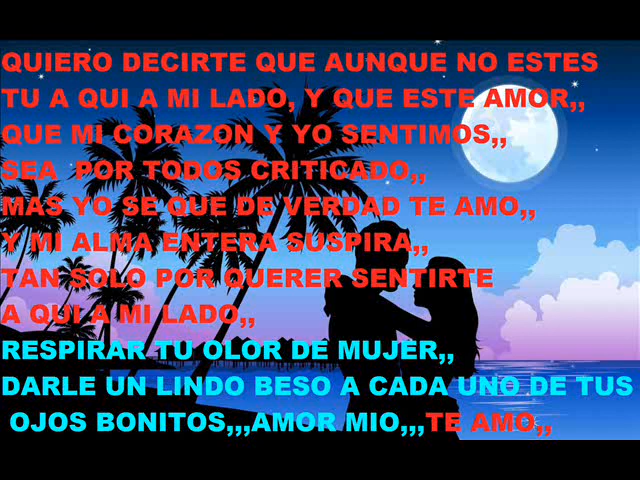 QUIERO DECIRTE QUE AUNQUE NO ESTES
TU A QUI A MI LADO, Y QUE ESTE AMOR,,
QUE MI CORAZON Y YO SENTIMOS,,
SEA POR TODOS CRITICADO,,
MAS YO SE QUE DE VERDAD TE AMO,,
Y MI ALMA ENTERA SUSPIRA,,
TAN SOLO POR QUERER SENTIRTE
A QUI A MI LADO,,
RESPIRAR TU OLOR DE MUJER,,
DARLE UN LINDO BESO A CADA UNO DE TUS
OJOS BONITOS,,,AMOR MIO,,,TE AMO,,